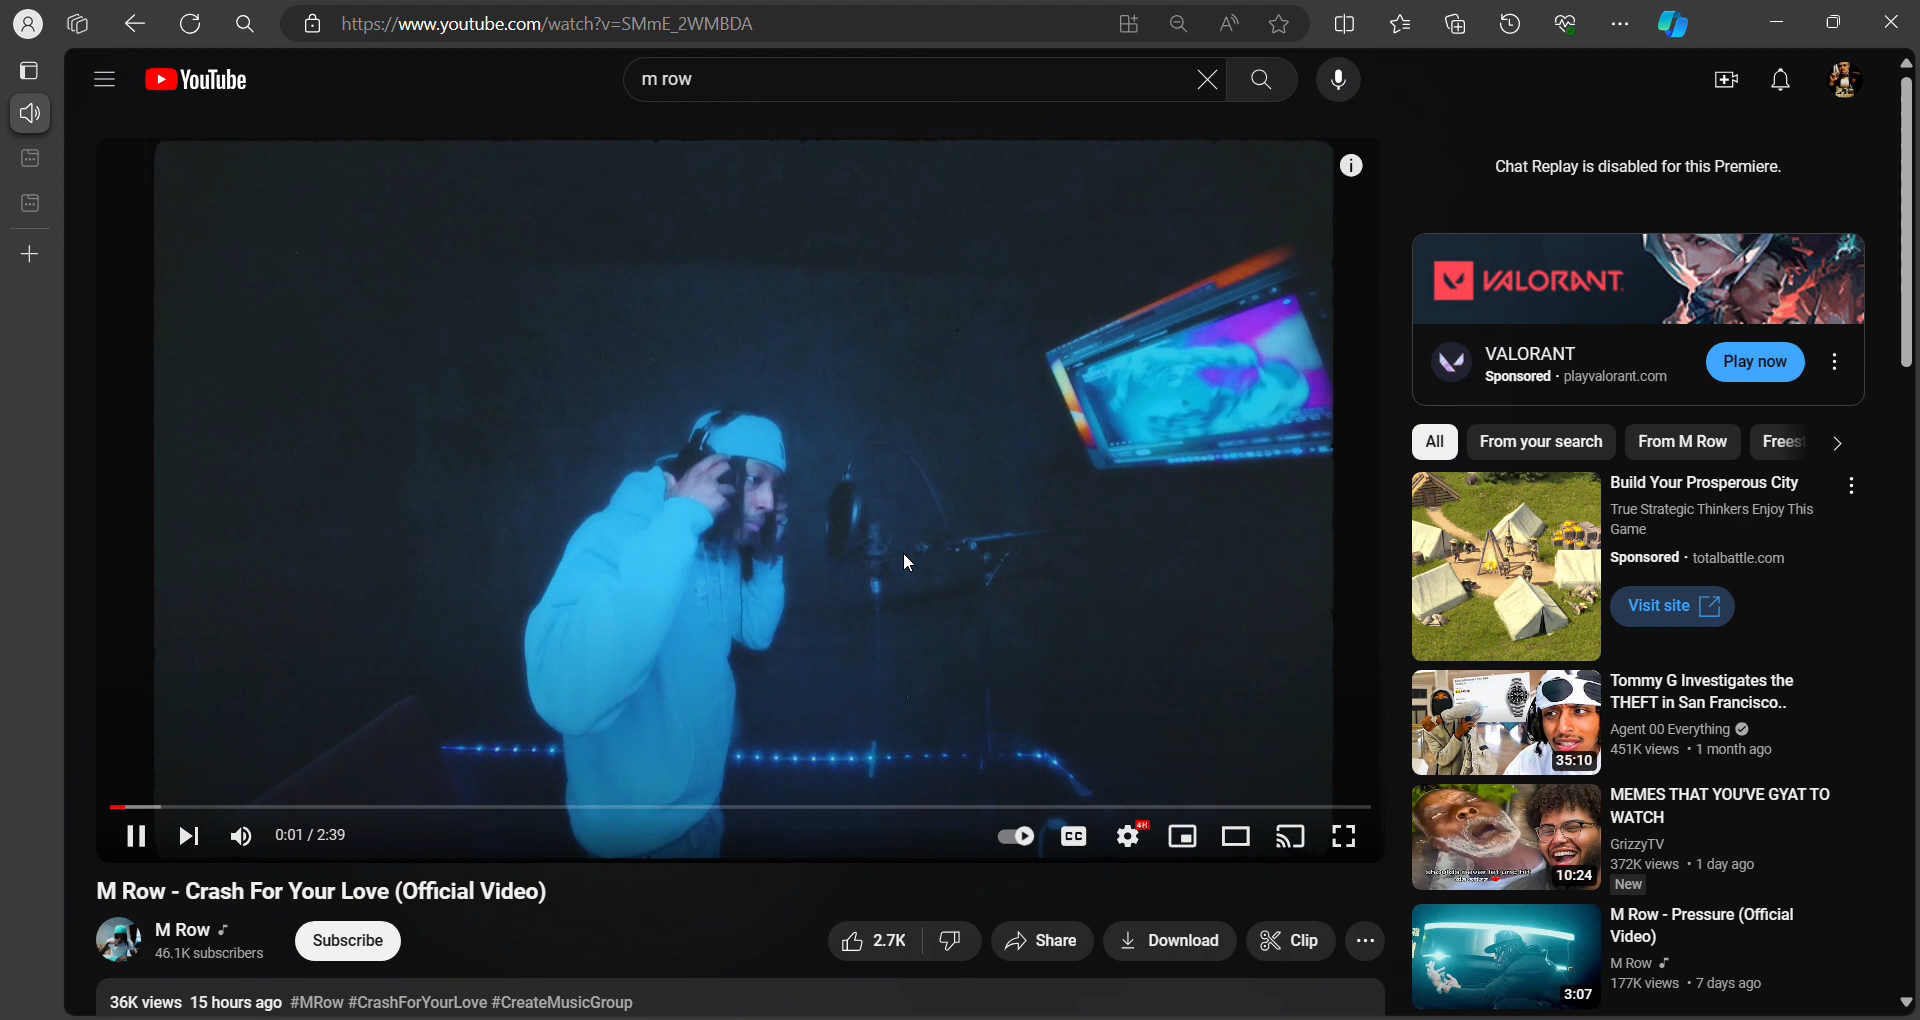 https://www.youtube.com/watch?v=SMmE_2WMBDA
YouTube
m row
Chat Replay is disabled for this Premiere.
VALORANT
VALORANT
Sponsored · playvalorant.com
Play now
All
From your search
From M Row
Freest
Build Your Prosperous City
True Strategic Thinkers Enjoy This
Game
Sponsored · totalbattle.com
Visit site
Tommy G Investigates the
THEFT in San Francisco..
Agent 00 Everything
451K views • 1 month ago
35:10
MEMES THAT YOU'VE GYAT TO
WATCH
GrizzyTV
372K views • 1 day ago
New
10:24
M Row - Pressure (Official
Video)
M Row
177K views • 7 days ago
3:07
0:01 / 2:39
CC
4K
M Row - Crash For Your Love (Official Video)
M Row
46.1K subscribers
Subscribe
2.7K
Share
Download
Clip
36K views 15 hours ago #MRow #CrashForYourLove #CreateMusicGroup